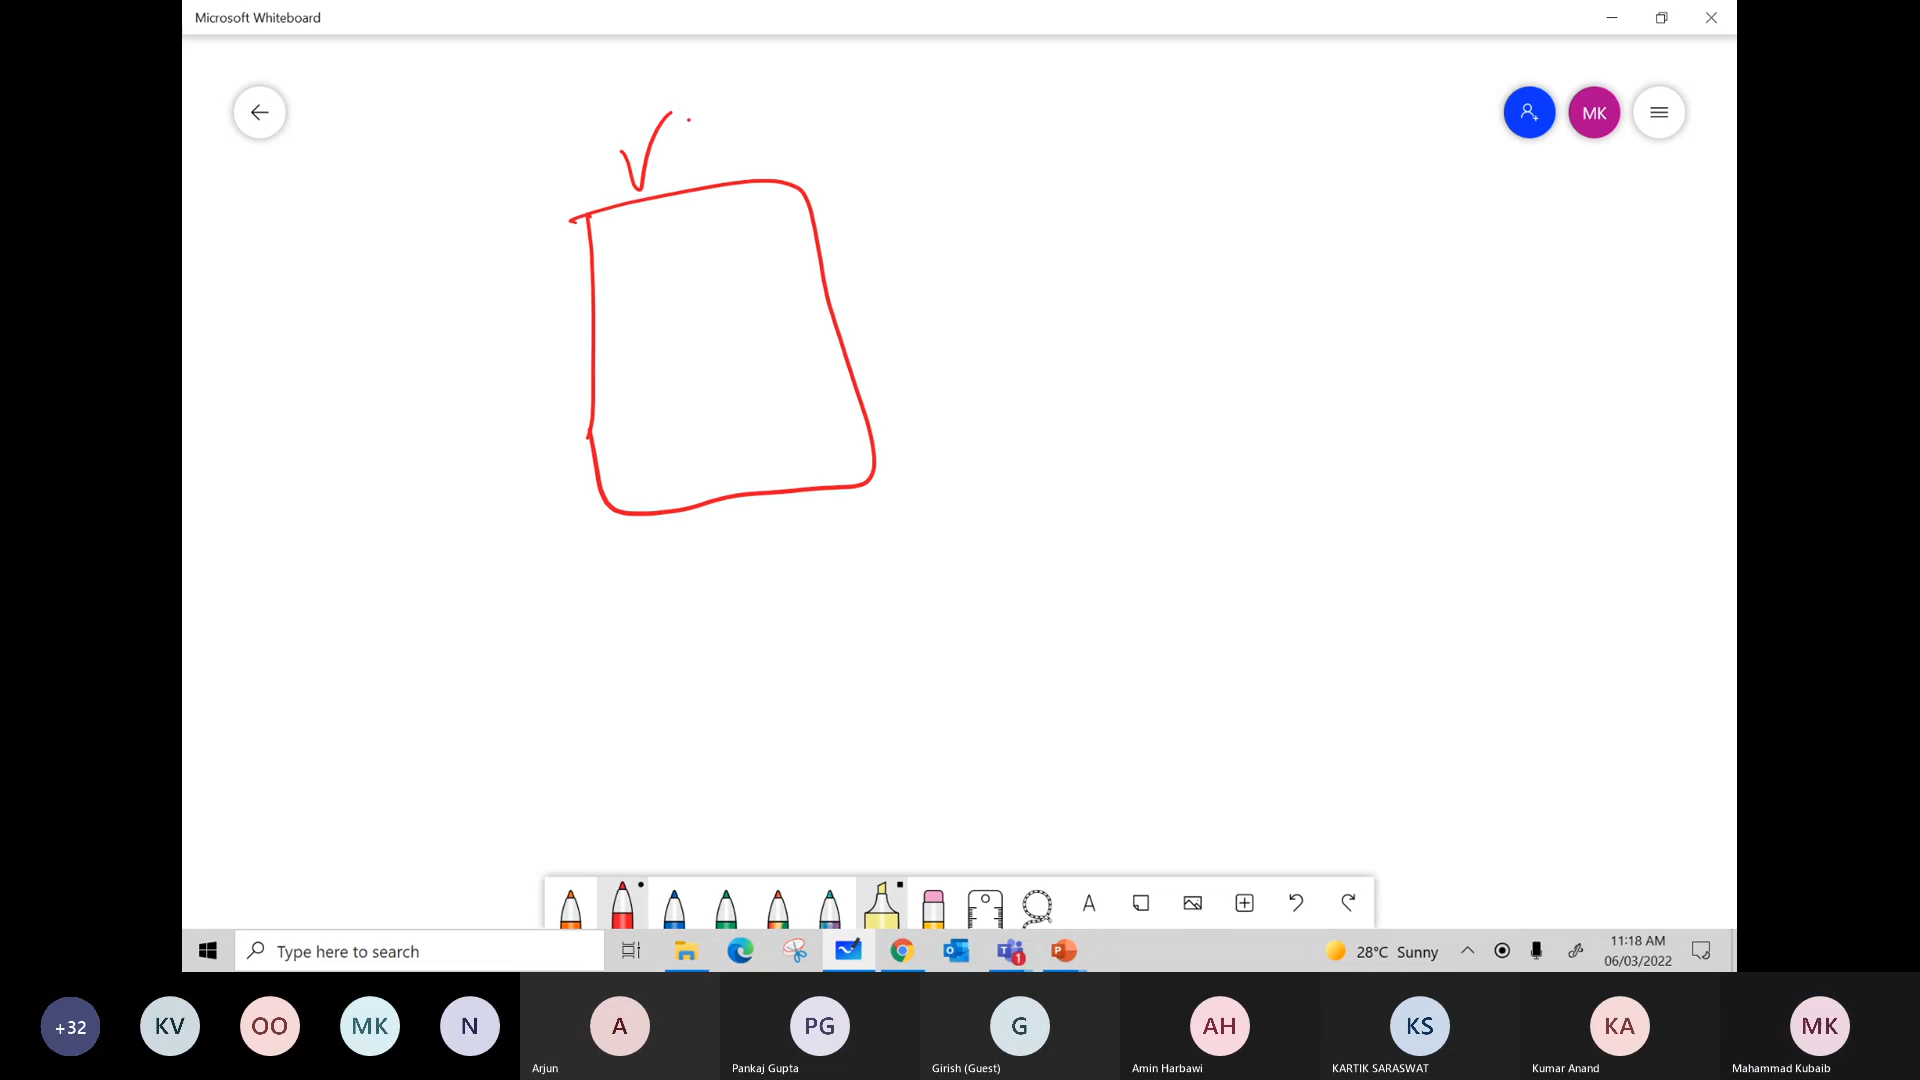 Microsoft Whiteboard
MK
A
Type here to search
1
28°C Sunny
11:18 AM
06/03/2022
+32
KV
OO
MK
N
A
PG
G
AH
KS
KA
MK
Arjun
Pankaj Gupta
Girish (Guest)
Amin Harbawi
KARTIK SARASWAT
Kumar Anand
Mahammad Kubaib